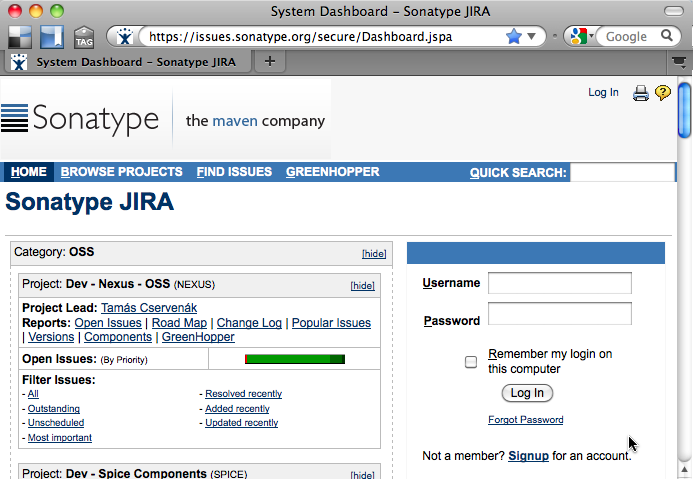 System Dashboard – Sonatype JIRA
TAG
https://issues.sonatype.org/secure/Dashboard.jspa
Google
System Dashboard – Sonatype JIRA
+
Log In
Sonatype
the maven company
HOME BROWSE PROJECTS FIND ISSUES GREENHOPPER QUICK SEARCH:
Sonatype JIRA
Category: OSS [hide]
Project: Dev - Nexus - OSS (NEXUS) [hide]
Project Lead: Tamás Cservenák
Reports: Open Issues | Road Map | Change Log | Popular Issues
| Versions | Components | GreenHopper
Open Issues: (By Priority)
Filter Issues:
- All - Resolved recently
- Outstanding - Added recently
- Unscheduled - Updated recently
- Most important
Project: Dev - Spice Components (SPICE) [hide]
Username
Password
Remember my login on
this computer
Log In
Forgot Password
Not a member? Signup for an account.